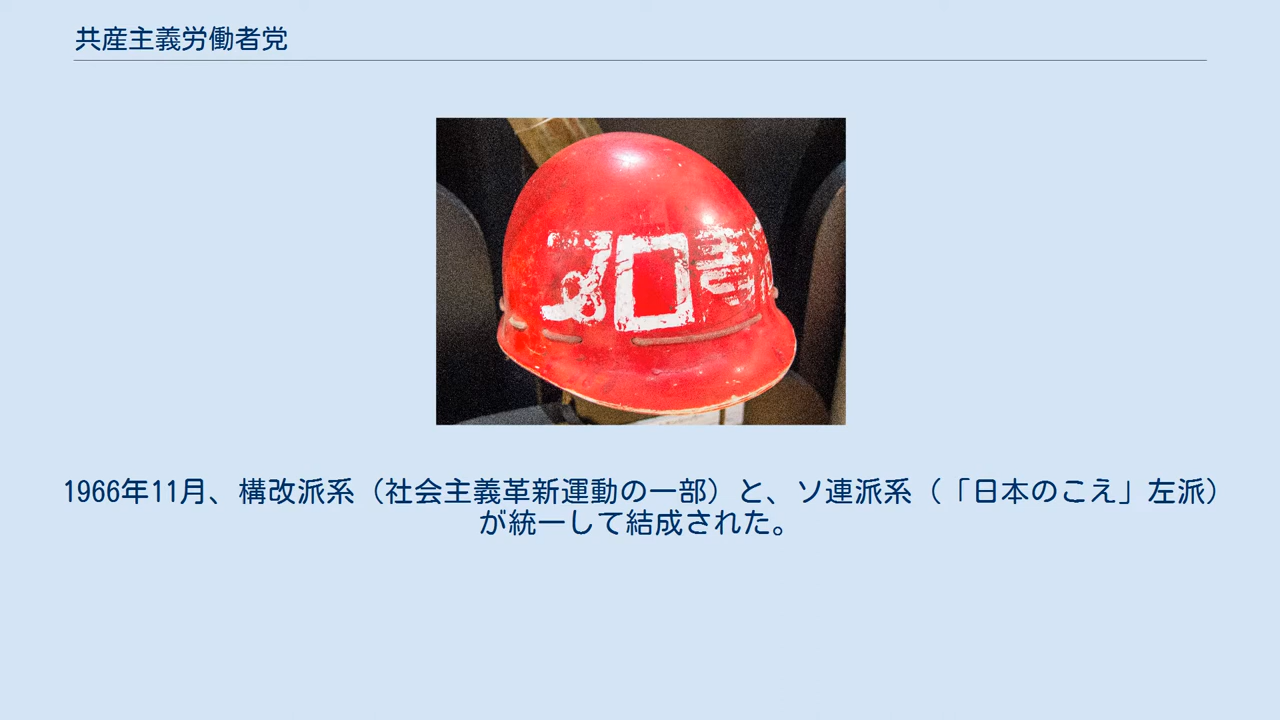 共産主義労働者党
1966年11月、構改派系（社会主義革新運動の一部）と、ソ連派系（「日本のこえ」左派）
が統一して結成された。